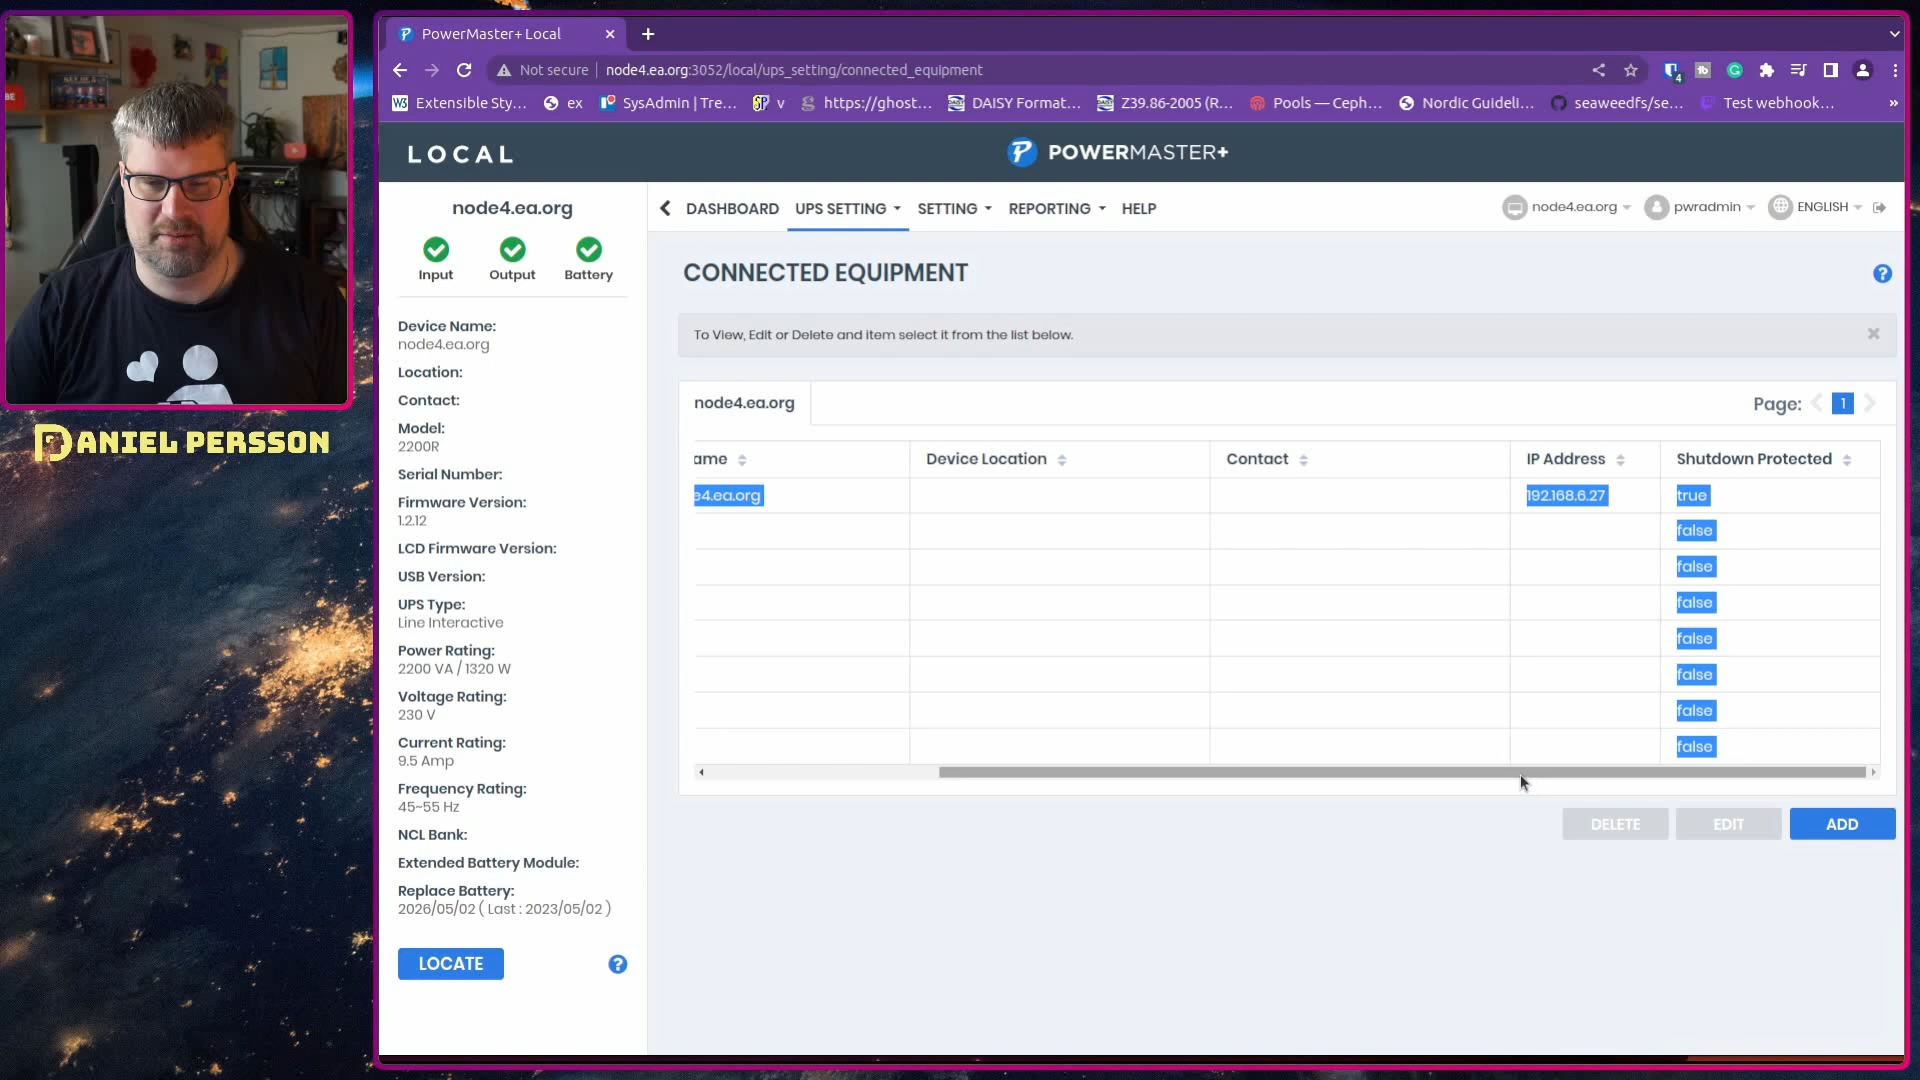 PowerMaster+ Local
Not secure
node4.ea.org:3052/local/ups_setting/connected_equipment
4
Extensible Sty...
ex
SysAdmin | Tre...
v
https://ghost...
DAISY Format...
Z39.86-2005 (R...
Pools — Ceph...
Nordic Guideli...
seaweedfs/se...
Test webhook...
»
LOCAL
POWERMASTER+
node4.ea.org
Input
Output
Battery
Device Name:
node4.ea.org
Location:
Contact:
Model:
2200R
Serial Number:
Firmware Version:
1.2.12
LCD Firmware Version:
USB Version:
UPS Type:
Line Interactive
Power Rating:
2200 VA / 1320 W
Voltage Rating:
230 V
Current Rating:
9.5 Amp
Frequency Rating:
45~55 Hz
NCL Bank:
Extended Battery Module:
Replace Battery:
2026/05/02 ( Last : 2023/05/02 )
LOCATE
DASHBOARD
UPS SETTING
SETTING
REPORTING
HELP
node4.ea.org
pwradmin
ENGLISH
CONNECTED EQUIPMENT
To View, Edit or Delete and item select it from the list below.
node4.ea.org
Page:
1
ame
Device Location
Contact
IP Address
Shutdown Protected
e4.ea.org
192.168.6.27
true
false
false
false
false
false
false
false
DELETE
EDIT
ADD
DANIEL PERSSON